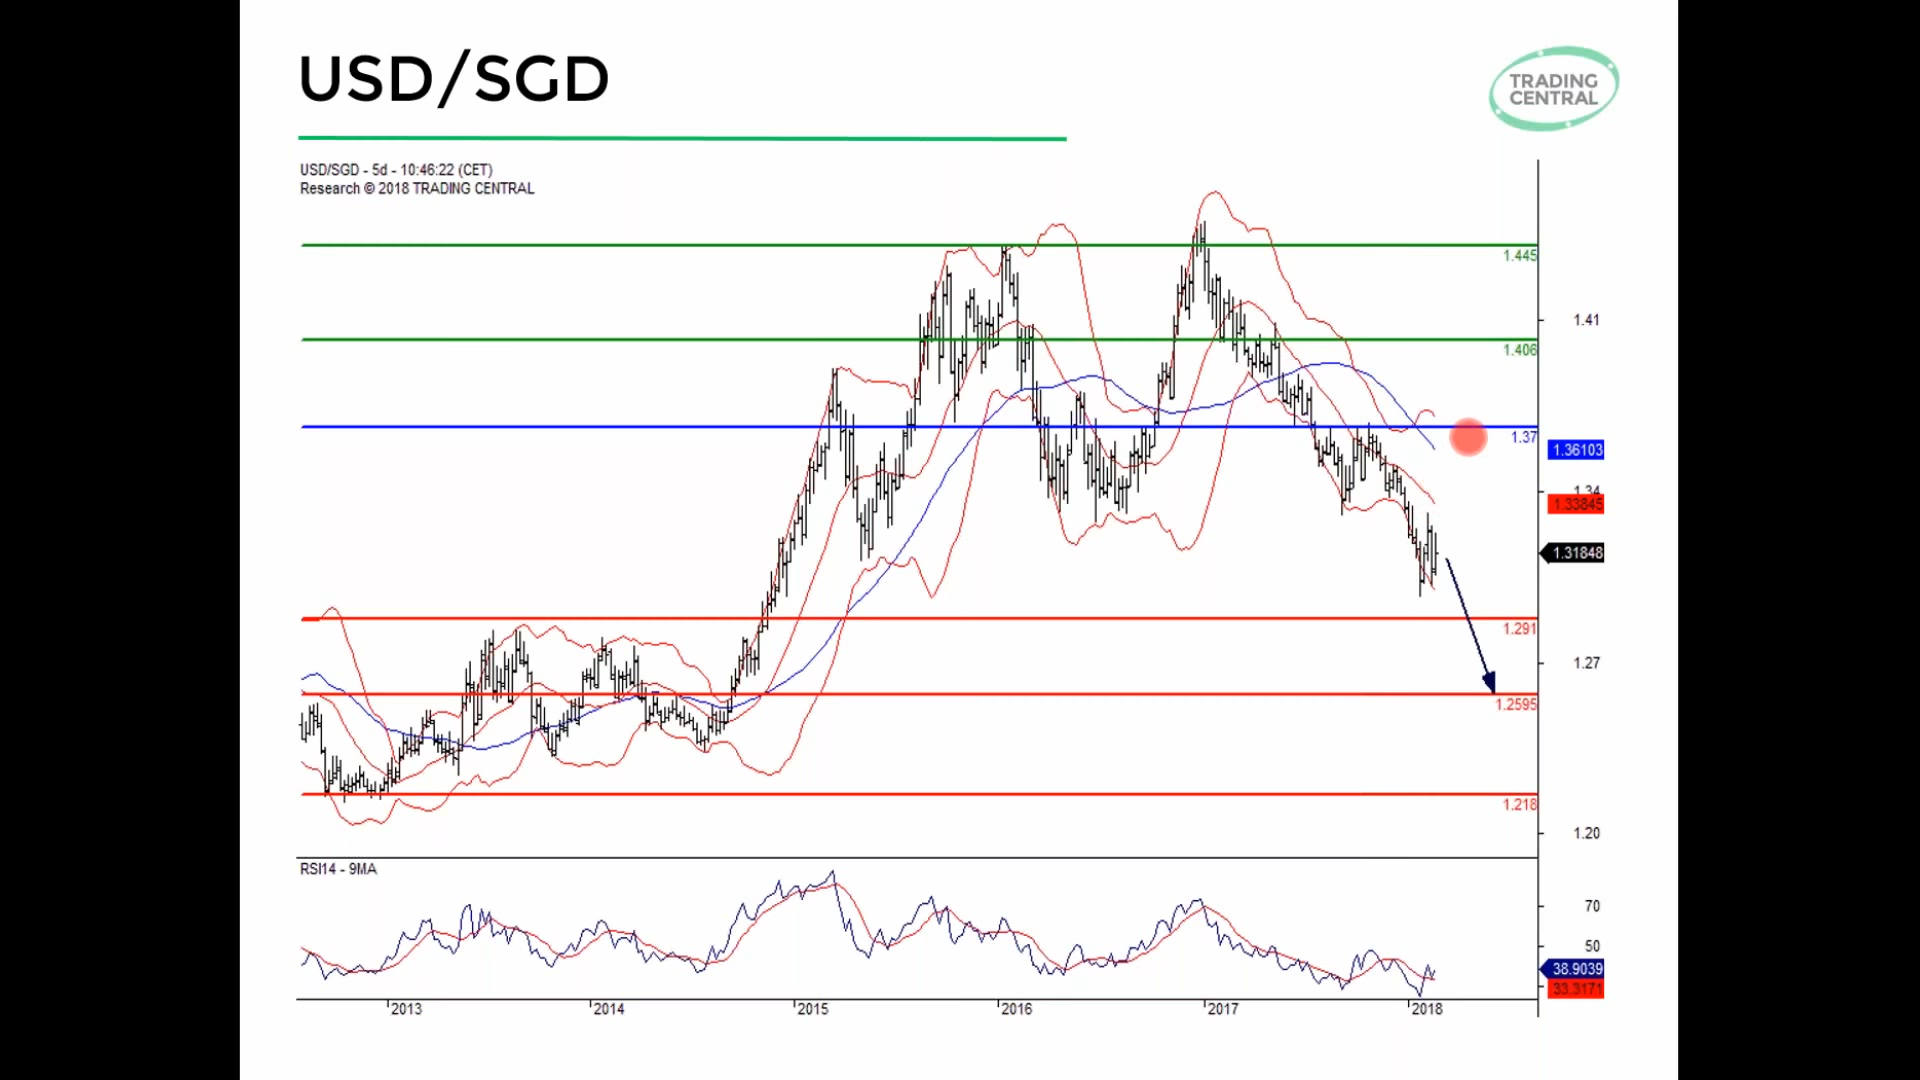 USD/SGD
TRADING
CENTRAL
USD/SGD - 5d - 10:46:22 (CET)
Research © 2018 TRADING CENTRAL
1.445
1.41
1.406
1.37
1.36103
1.34
1.33845
1.31848
1.291
1.27
1.2595
1.218
1.20
RSI14 - 9MA
70
50
38.9039
33.3171
2013 2014 2015 2016 2017 2018